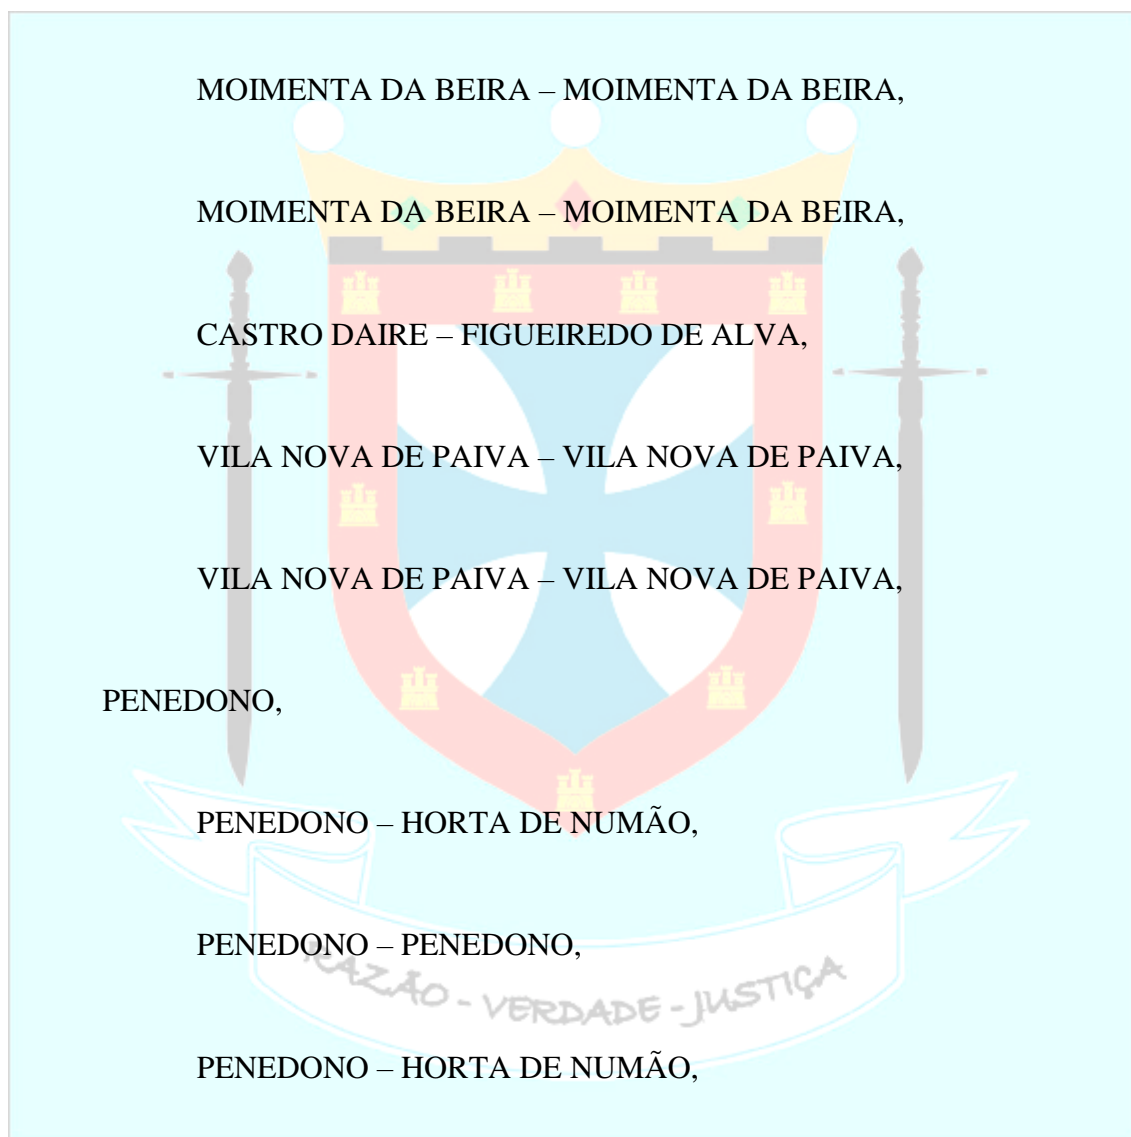 MOIMENTA DA BEIRA – MOIMENTA DA BEIRA,
MOIMENTA DA BEIRA – MOIMENTA DA BEIRA,
CASTRO DAIRE – FIGUEIREDO DE ALVA,
VILA NOVA DE PAIVA – VILA NOVA DE PAIVA,
VILA NOVA DE PAIVA – VILA NOVA DE PAIVA,
PENEDONO,
PENEDONO – HORTA DE NUMÃO,
PENEDONO – PENEDONO,
RAZÃO - VERDADE - JUSTIÇA
PENEDONO – HORTA DE NUMÃO,